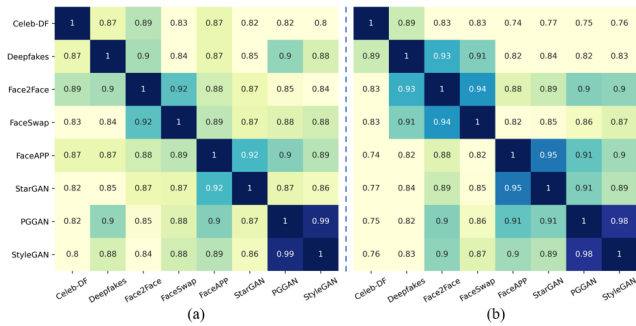 Celeb-DF 1 0.87 0.89 0.83 0.87 0.82 0.82 0.8 1 0.89 0.83 0.83 0.74 0.77 0.75 0.76
Deepfakes 0.87 1 0.9 0.84 0.87 0.85 0.9 0.88 0.89 1 0.93 0.91 0.82 0.84 0.82 0.83
Face2Face 0.89 0.9 1 0.92 0.88 0.87 0.85 0.84 0.83 0.93 1 0.94 0.88 0.89 0.9 0.9
FaceSwap 0.83 0.84 0.92 1 0.89 0.87 0.88 0.88 0.83 0.91 0.94 1 0.82 0.85 0.86 0.87
FaceAPP 0.87 0.87 0.88 0.89 1 0.92 0.9 0.89 0.74 0.82 0.88 0.82 1 0.95 0.91 0.9
StarGAN 0.82 0.85 0.87 0.87 0.92 1 0.87 0.86 0.77 0.84 0.89 0.85 0.95 1 0.91 0.89
PGGAN 0.82 0.9 0.85 0.88 0.9 0.87 1 0.99 0.75 0.82 0.9 0.86 0.91 0.91 1 0.98
StyleGAN 0.8 0.88 0.84 0.88 0.89 0.86 0.99 1 0.76 0.83 0.9 0.87 0.9 0.89 0.98 1
Celeb-DF Deepfakes Face2Face FaceSwap FaceAPP StarGAN PGGAN StyleGAN Celeb-DF Deepfakes Face2Face FaceSwap FaceAPP StarGAN PGGAN StyleGAN
(a) (b)